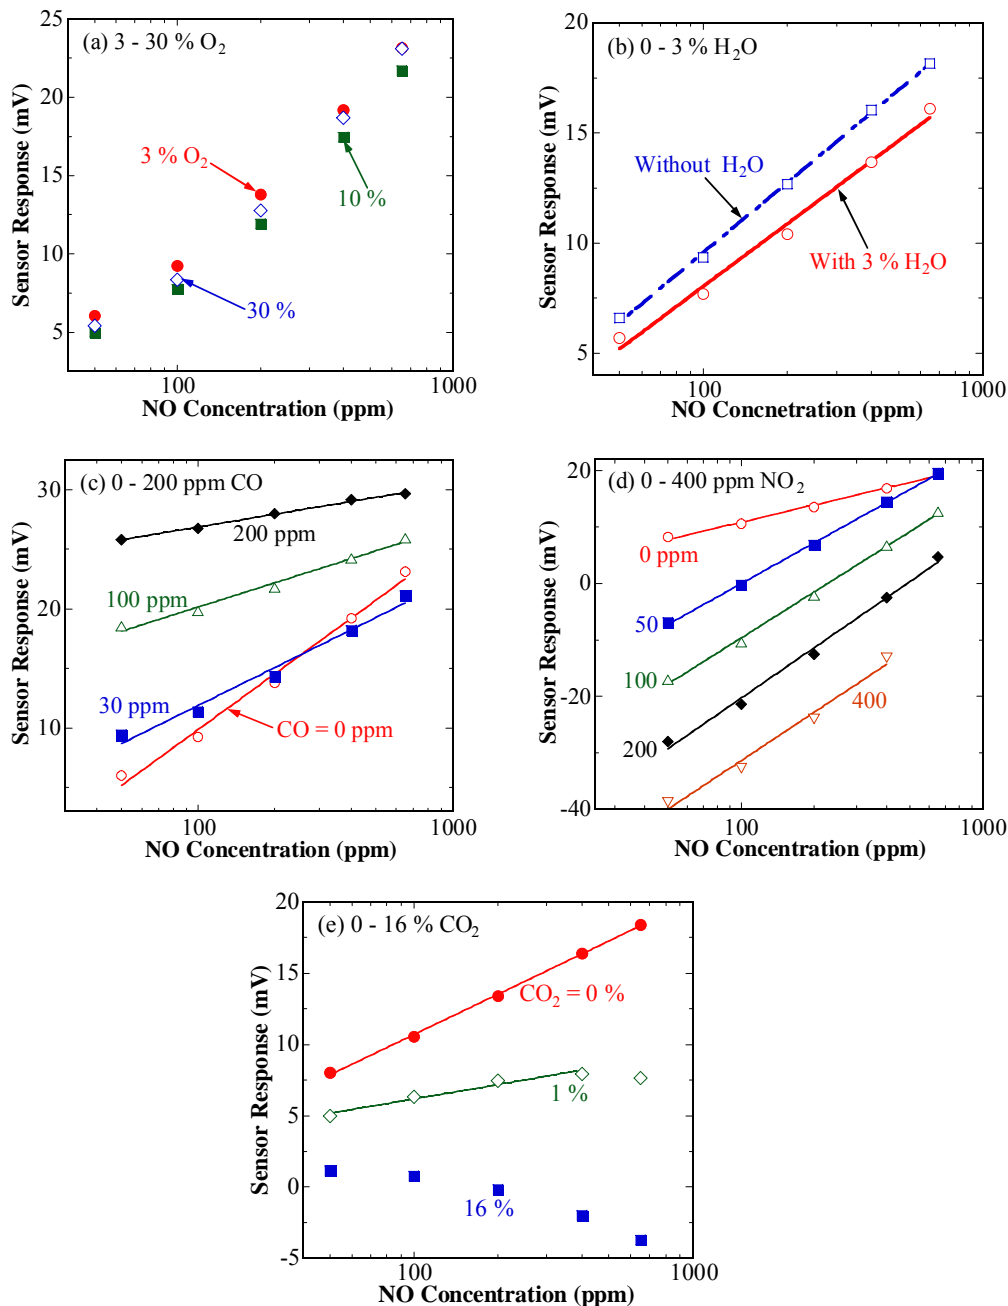 (a) 3 - 30 % O₂
25
20
15
10
5
Sensor Response (mV)
3 % O₂
10 %
30 %
100
1000
NO Concentration (ppm)
(b) 0 - 3 % H₂O
20
15
10
5
Sensor Response (mV)
Without H₂O
With 3 % H₂O
100
1000
NO Concnetration (ppm)
(c) 0 - 200 ppm CO
30
20
10
Sensor Response (mV)
200 ppm
100 ppm
30 ppm
CO = 0 ppm
100
1000
NO Concentration (ppm)
(d) 0 - 400 ppm NO₂
20
0
-20
-40
Sensor Response (mV)
0 ppm
50
100
200
400
100
1000
NO Concentration (ppm)
(e) 0 - 16 % CO₂
20
15
10
5
0
-5
Sensor Response (mV)
CO₂ = 0 %
1 %
16 %
100
1000
NO Concentration (ppm)